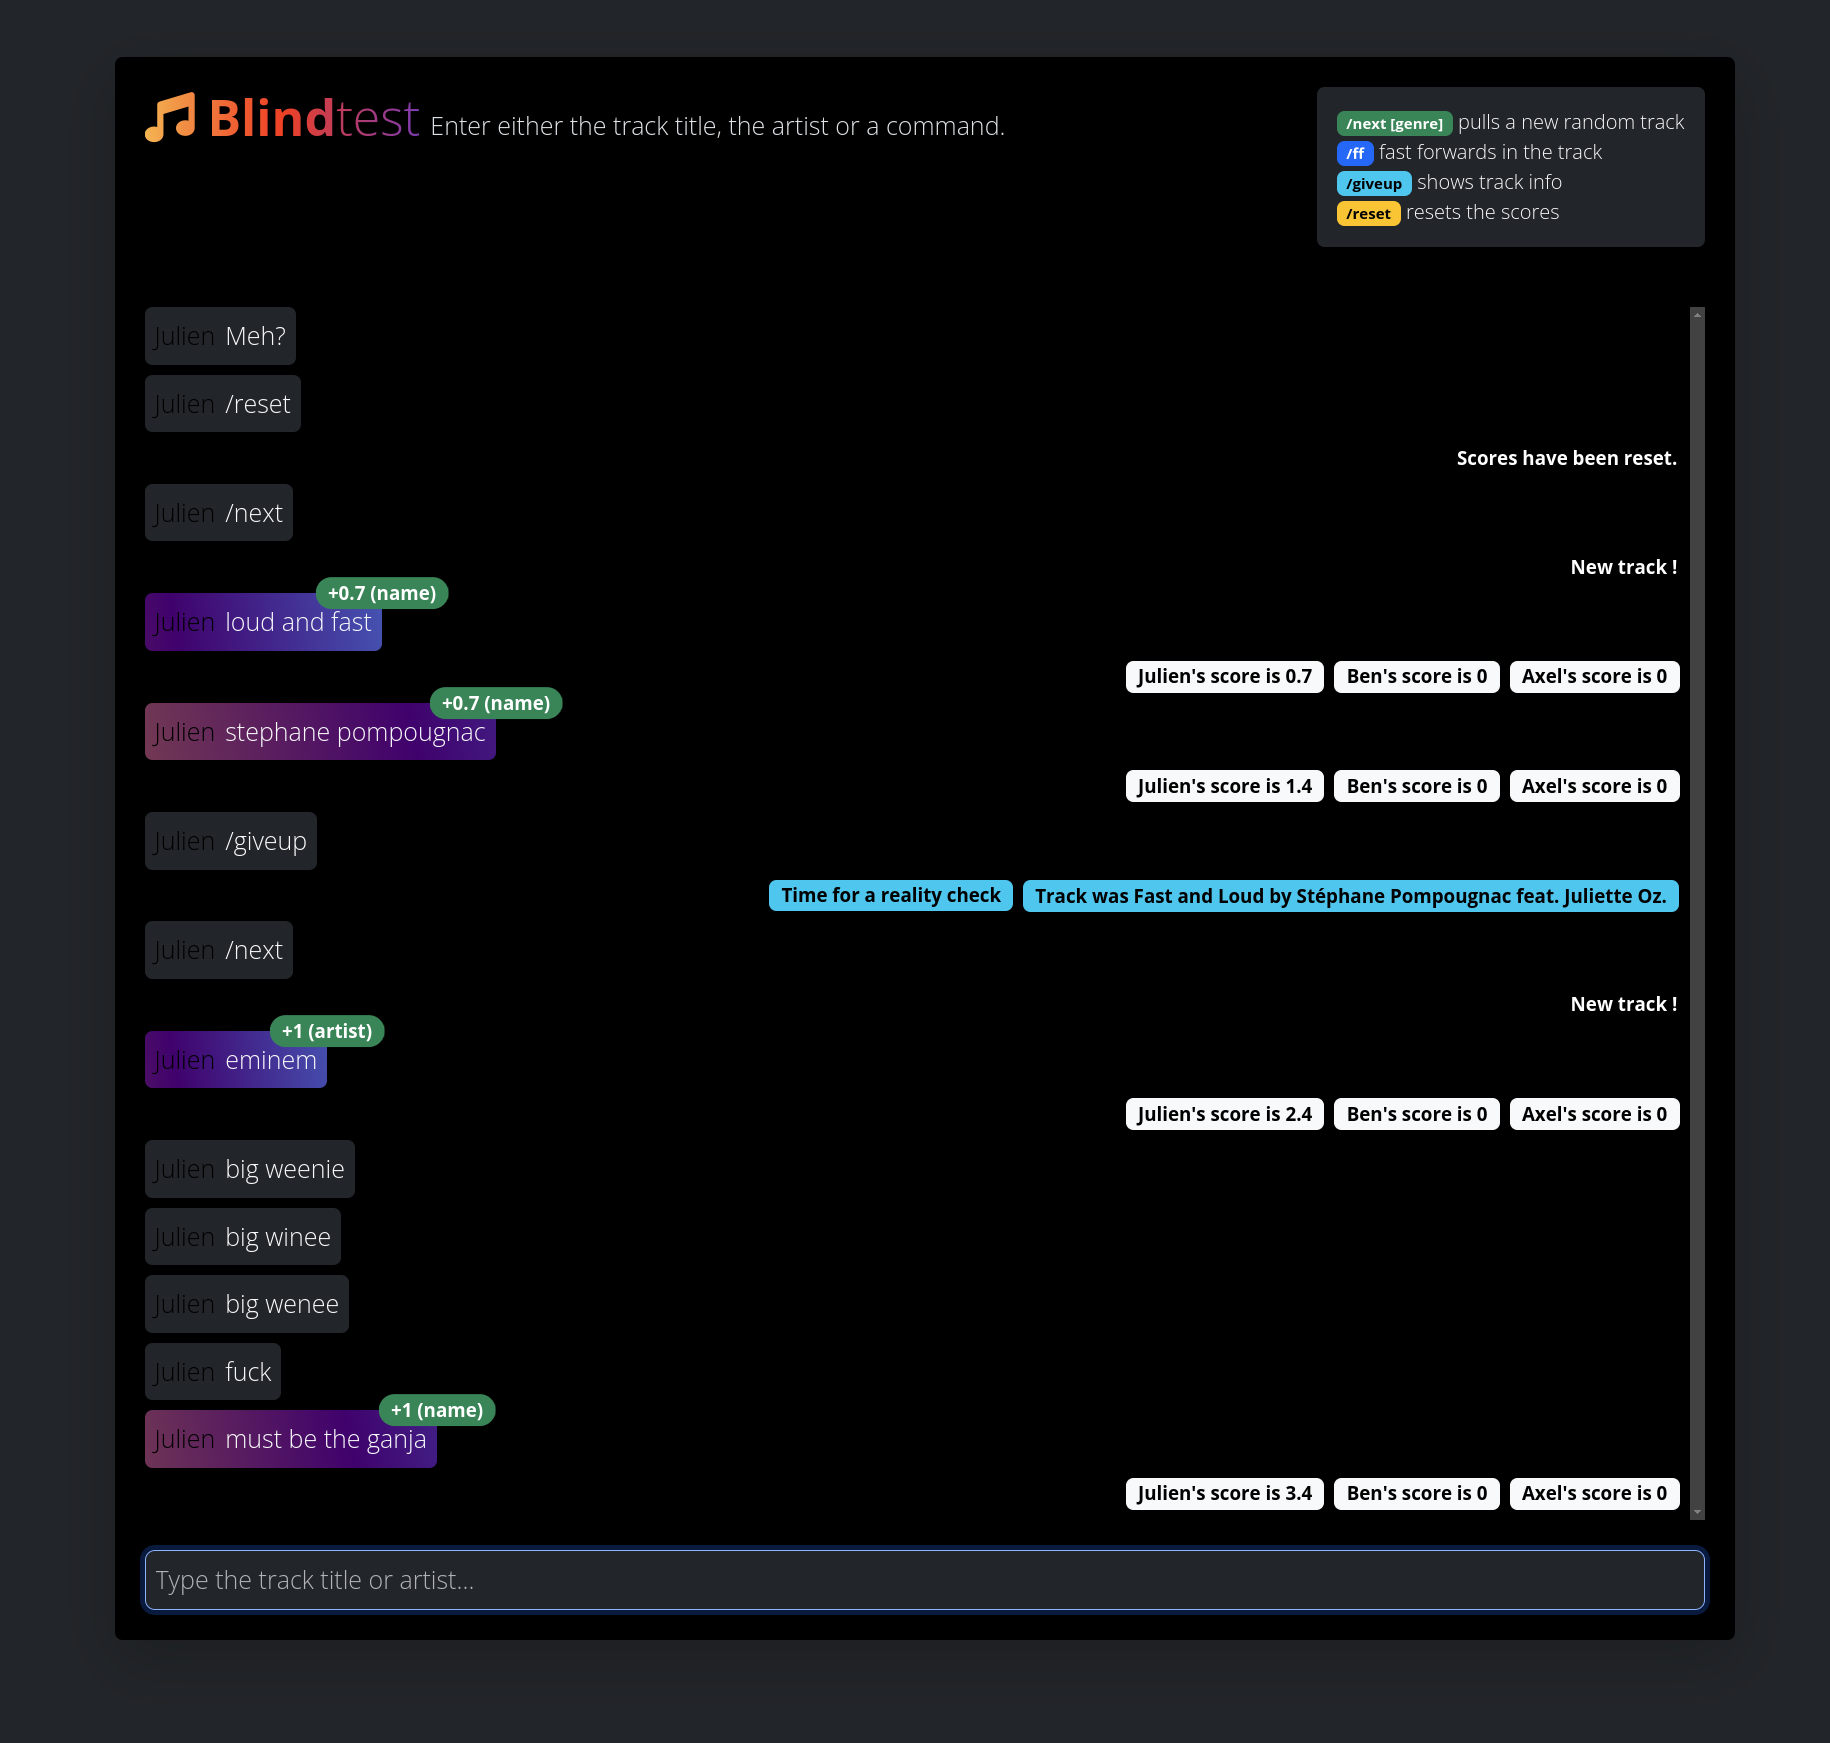 Blindtest Enter either the track title, the artist or a command.
/next [genre] pulls a new random track
/ff fast forwards in the track
/giveup shows track info
/reset resets the scores
Julien Meh?
Julien /reset
Scores have been reset.
Julien /next
New track !
+0.7 (name)
Julien loud and fast
Julien's score is 0.7 Ben's score is 0 Axel's score is 0
+0.7 (name)
Julien stephane pompougnac
Julien's score is 1.4 Ben's score is 0 Axel's score is 0
Julien /giveup
Time for a reality check Track was Fast and Loud by Stéphane Pompougnac feat. Juliette Oz.
Julien /next
New track !
+1 (artist)
Julien eminem
Julien's score is 2.4 Ben's score is 0 Axel's score is 0
Julien big weenie
Julien big winee
Julien big wenee
Julien fuck
+1 (name)
Julien must be the ganja
Julien's score is 3.4 Ben's score is 0 Axel's score is 0
Type the track title or artist...